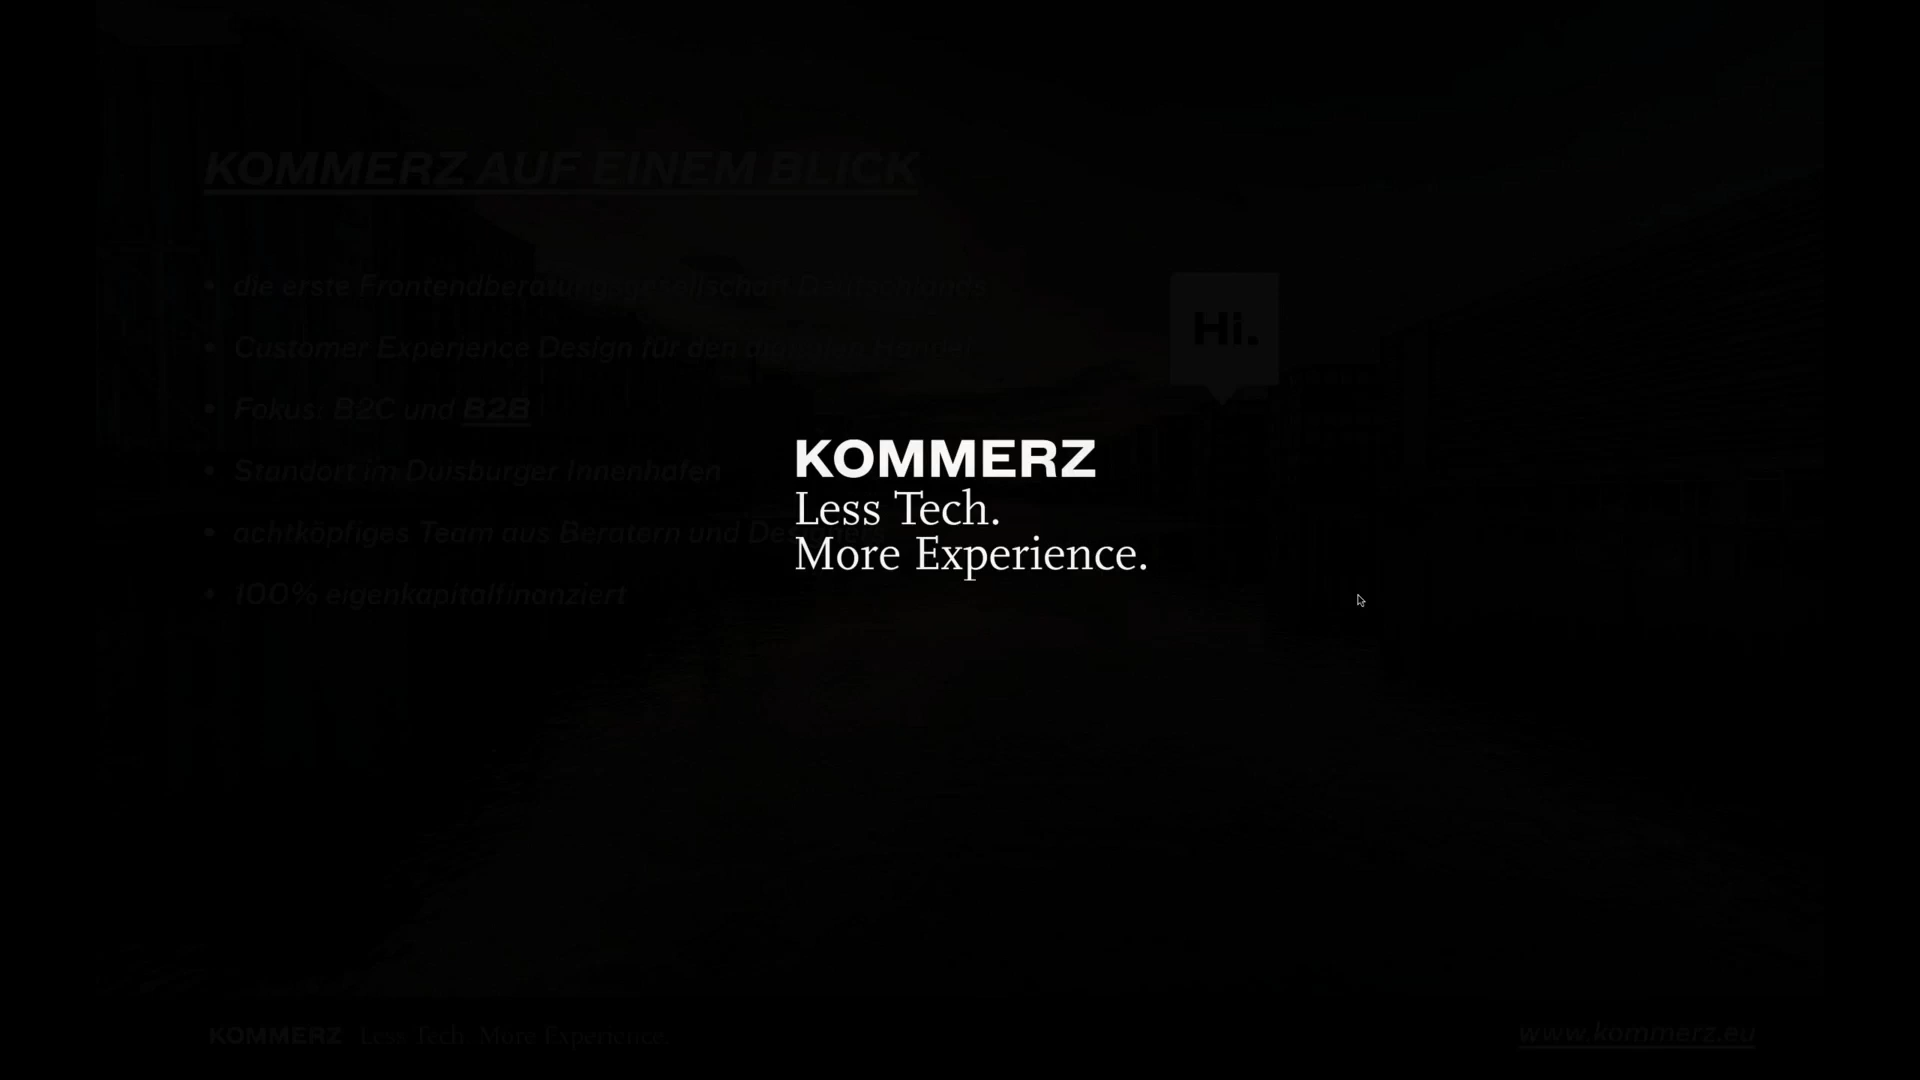 KOMMERZ AUF EINEM BLICK
• die erste Frontendberatungsgesellschaft Deutschlands
• Customer Experience Design für den digitalen Handel
Hi.
• Fokus: B2C und B2B
• Standort im Duisburger Innenhafen
• achtköpfiges Team aus Beratern und
• 100% eigenkapitalfinanziert
KOMMERZ
Less Tech.
More Experience.
KOMMERZ Less Tech. More Experience.
www.kommerz.eu